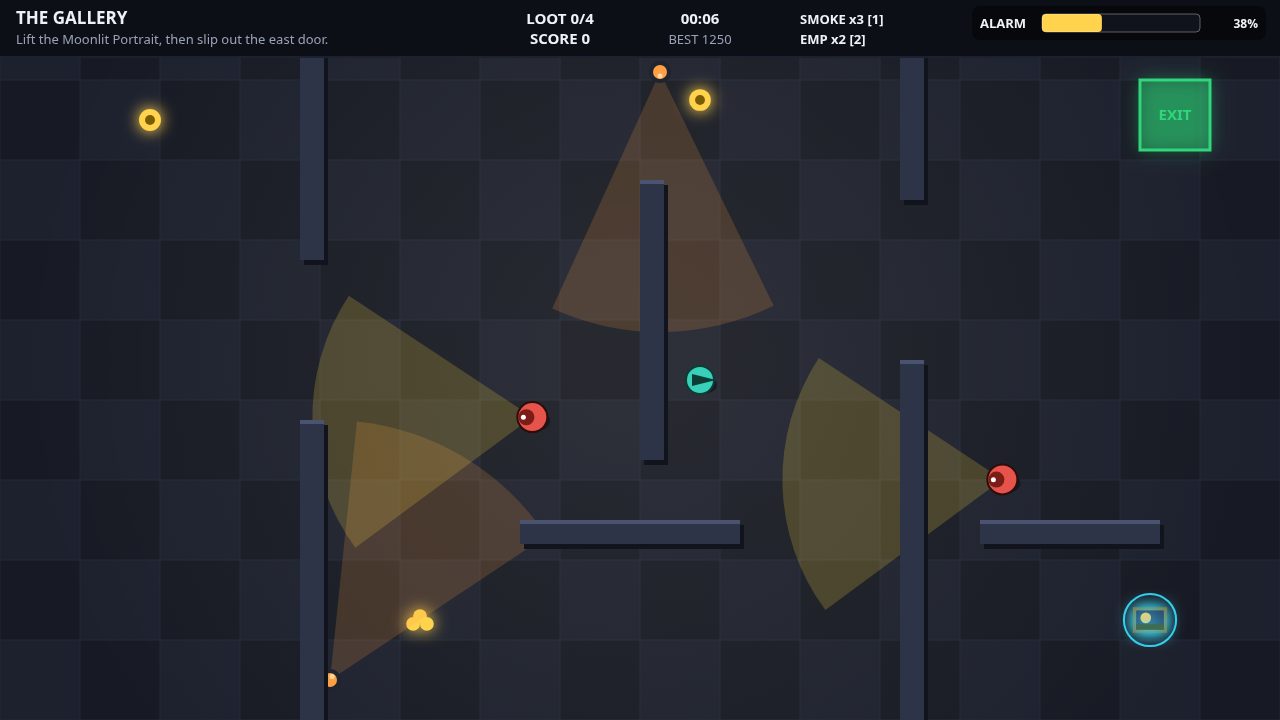 THE GALLERY
Lift the Moonlit Portrait, then slip out the east door.
LOOT 0/4
SCORE 0
00:06
BEST 1250
SMOKE x3 [1]
EMP x2 [2]
ALARM
38%
EXIT